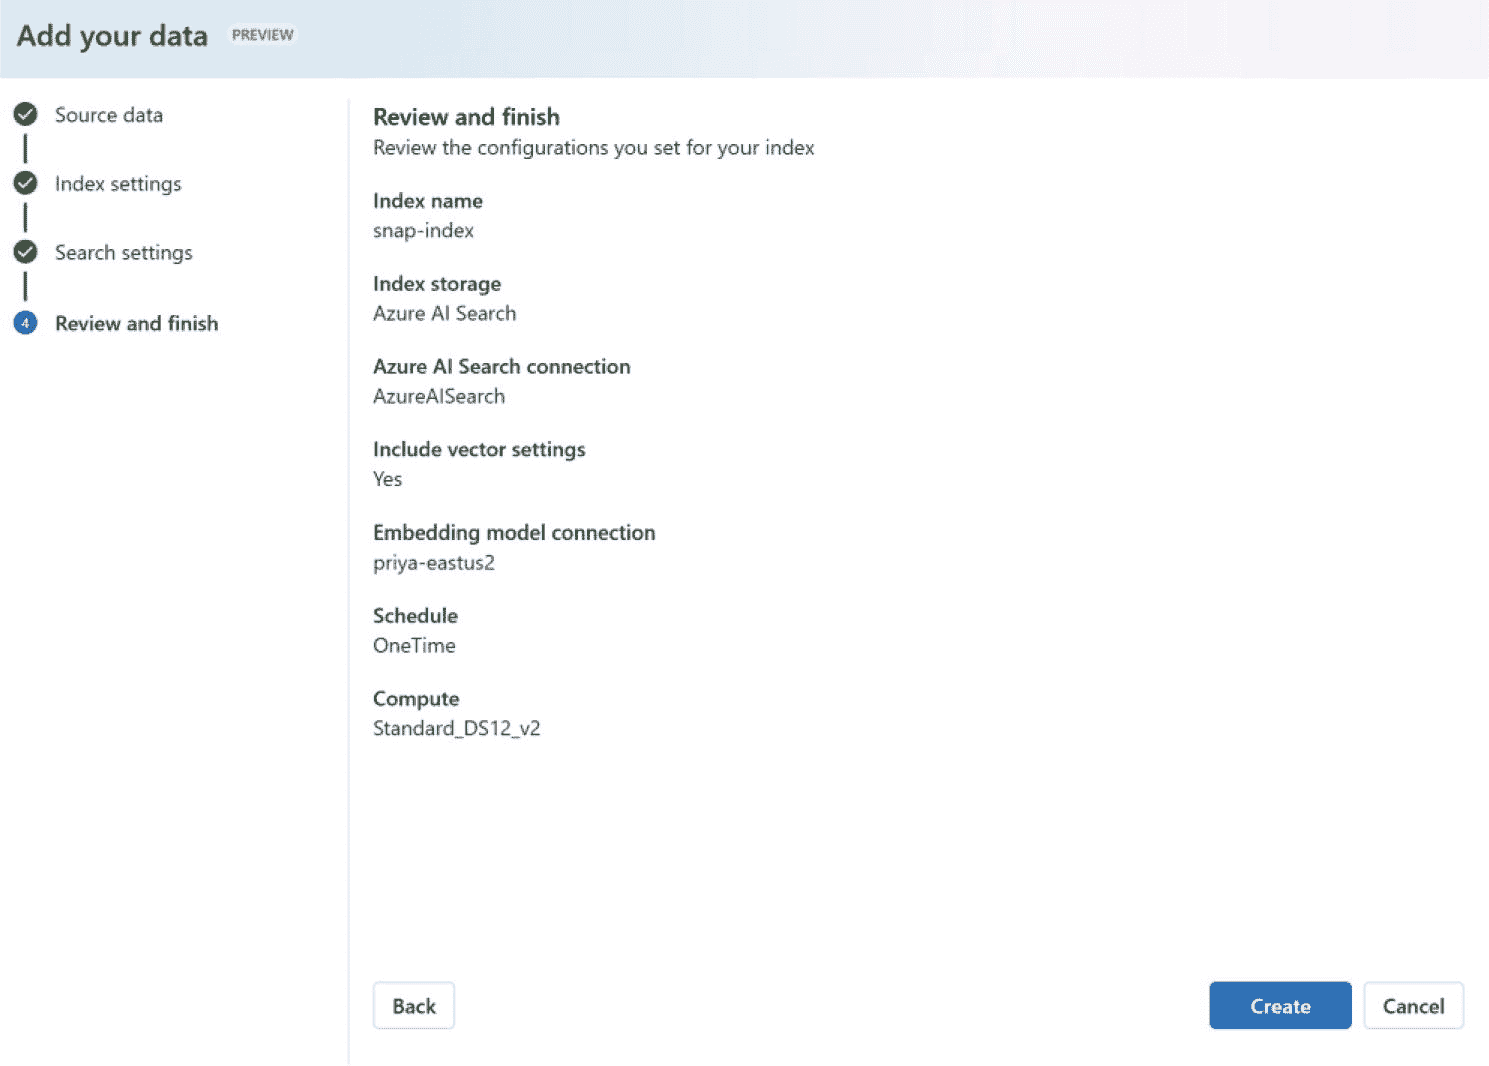 Add your data PREVIEW
Source data
Index settings
Search settings
4 Review and finish
Review and finish
Review the configurations you set for your index
Index name
snap-index
Index storage
Azure AI Search
Azure AI Search connection
AzureAISearch
Include vector settings
Yes
Embedding model connection
priya-eastus2
Schedule
OneTime
Compute
Standard_DS12_v2
Back
Create
Cancel